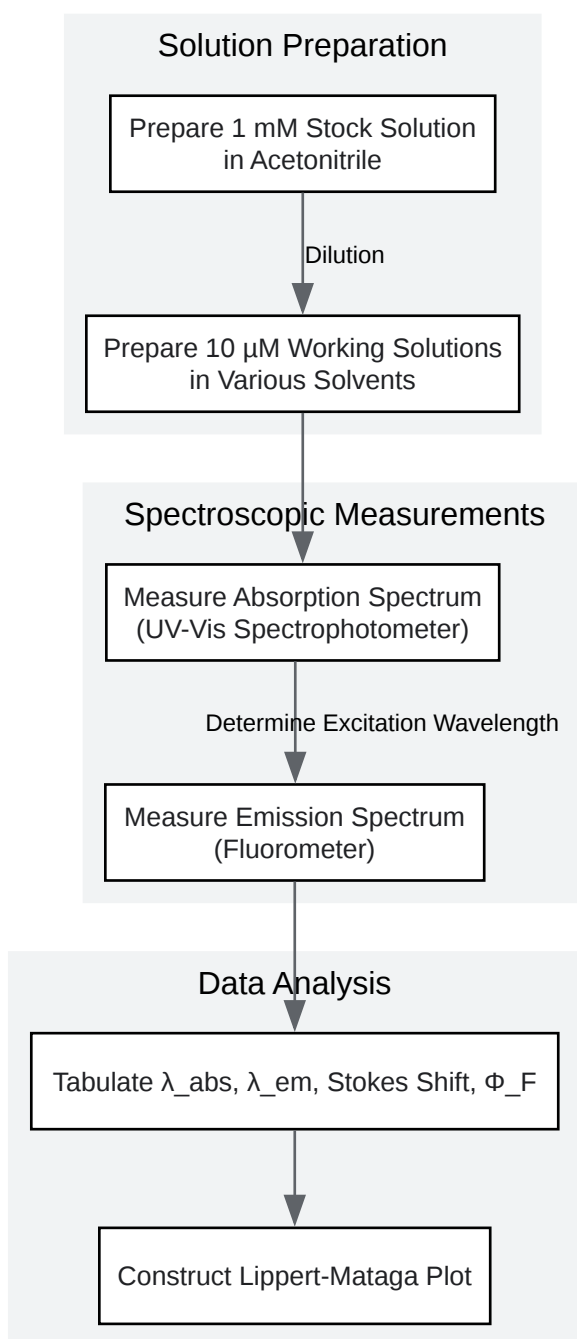 Solution Preparation
Prepare 1 mM Stock Solution
in Acetonitrile
Dilution
Prepare 10 µM Working Solutions
in Various Solvents
Spectroscopic Measurements
Measure Absorption Spectrum
(UV-Vis Spectrophotometer)
Determine Excitation Wavelength
Measure Emission Spectrum
(Fluorometer)
Data Analysis
Tabulate λ_abs, λ_em, Stokes Shift, Φ_F
Construct Lippert-Mataga Plot